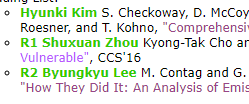 Hyunki Kim S. Checkoway, D. McCoy
Roesner, and T. Kohno, "Comprehensiv
R1 Shuxuan Zhou Kyong-Tak Cho an
Vulnerable", CCS'16
R2 Byungkyu Lee M. Contag and G.
"How They Did It: An Analysis of Emis